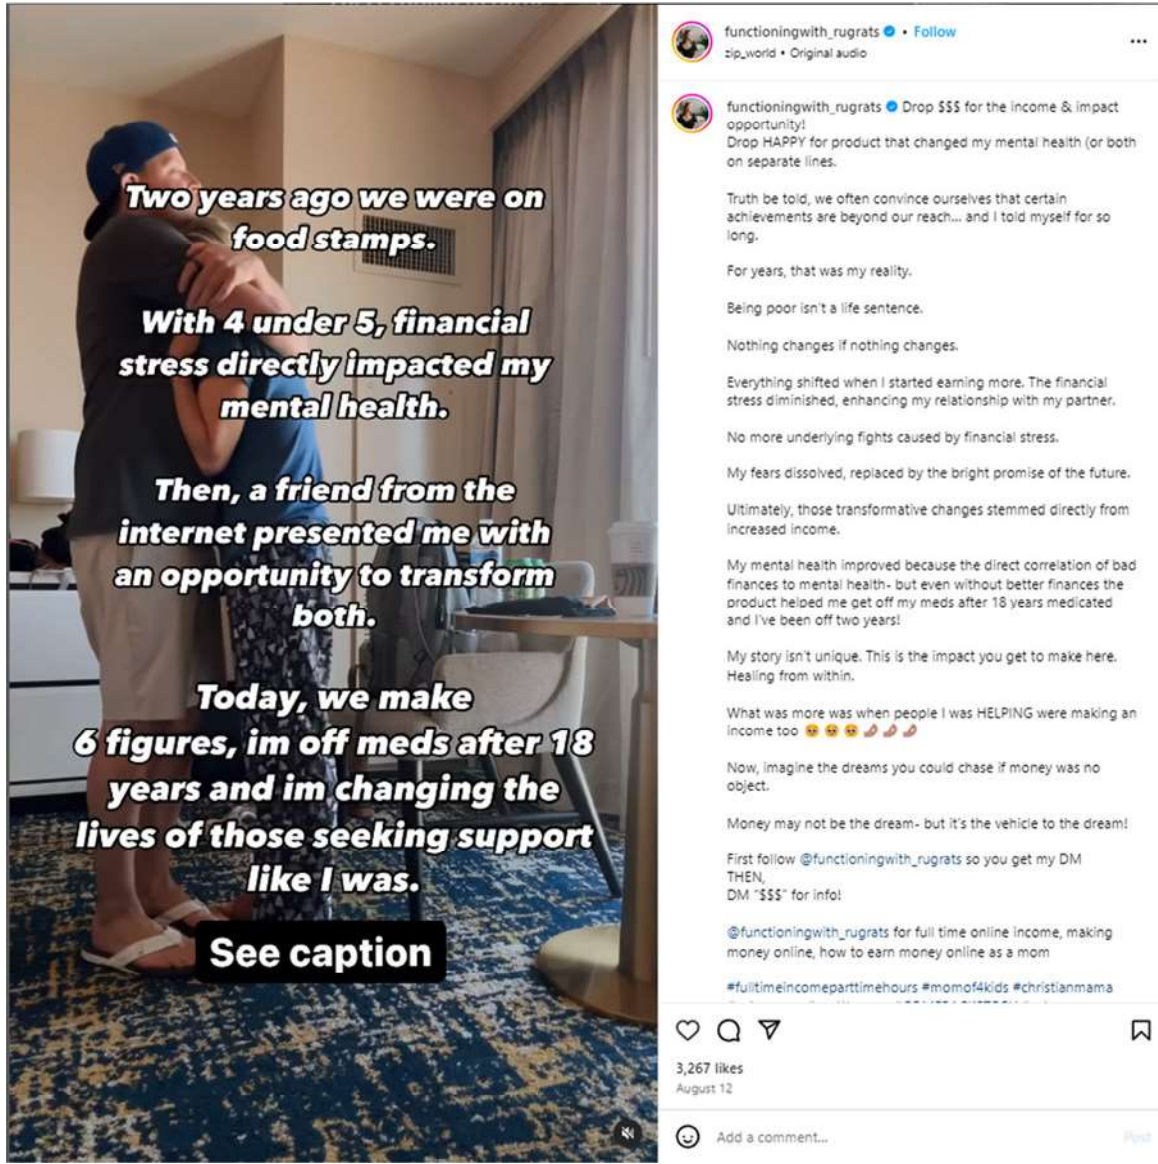 Two years ago we were on
food stamps.
With 4 under 5, financial
stress directly impacted my
mental health.
Then, a friend from the
internet presented me with
an opportunity to transform
both.
Today, we make
6 figures, im off meds after 18
years and im changing the
lives of those seeking support
like I was.
See caption
functioningwith_rugrats • Follow
zip_world • Original audio
functioningwith_rugrats Drop $$$ for the income & impact
opportunity!
Drop HAPPY for product that changed my mental health (or both
on separate lines.
Truth be told, we often convince ourselves that certain
achievements are beyond our reach... and I told myself for so
long.
For years, that was my reality.
Being poor isn't a life sentence.
Nothing changes if nothing changes.
Everything shifted when I started earning more. The financial
stress diminished, enhancing my relationship with my partner.
No more underlying fights caused by financial stress.
My fears dissolved, replaced by the bright promise of the future.
Ultimately, those transformative changes stemmed directly from
increased income.
My mental health improved because the direct correlation of bad
finances to mental health- but even without better finances the
product helped me get off my meds after 18 years medicated
and I've been off two years!
My story isn't unique. This is the impact you get to make here.
Healing from within.
What was more was when people I was HELPING were making an
income too 🥹 🥹 🥹 🤌🏼 🤌🏼 🤌🏼
Now, imagine the dreams you could chase if money was no
object.
Money may not be the dream- but it's the vehicle to the dream!
First follow @functioningwith_rugrats so you get my DM
THEN,
DM "$$$" for info!
@functioningwith_rugrats for full time online income, making
money online, how to earn money online as a mom
#fulltimeincomeparttimehours #momof4kids #christianmama
3,267 likes
August 12
Add a comment...
Post